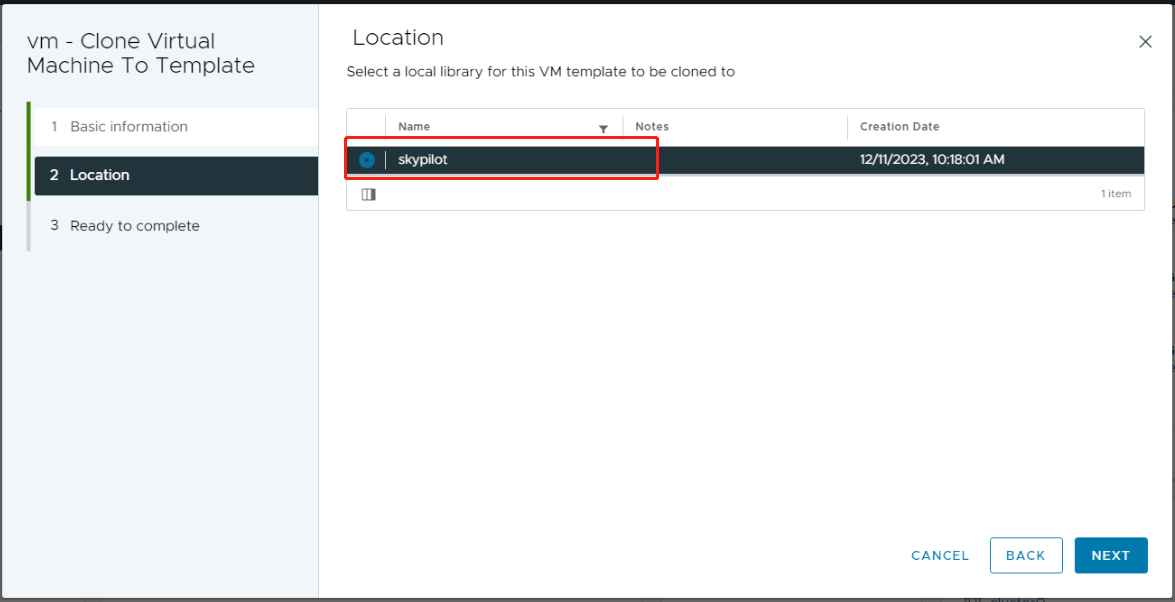 vm - Clone Virtual
Machine To Template
1 Basic information
2 Location
3 Ready to complete
Location
Select a local library for this VM template to be cloned to
Name Notes Creation Date
skypilot 12/11/2023, 10:18:01 AM
1 item
CANCEL BACK NEXT